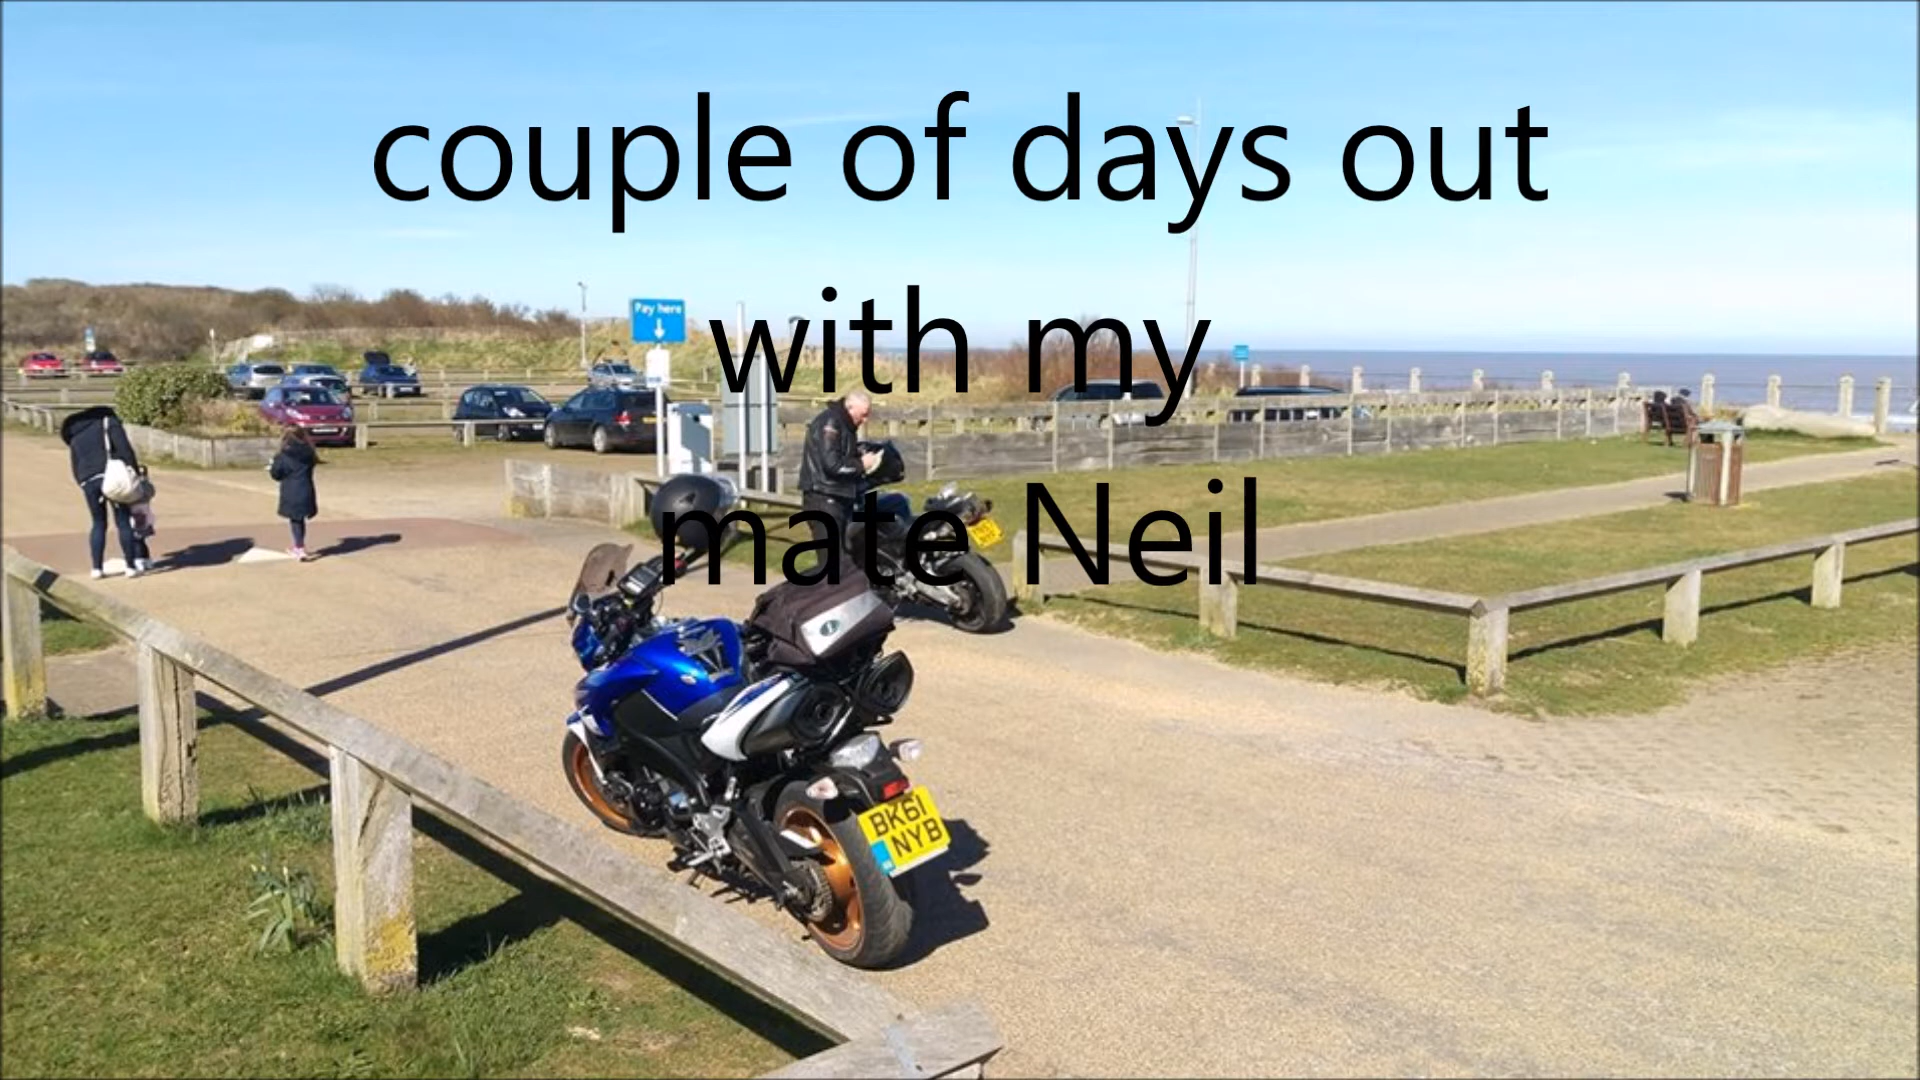 couple of days out
with my
mate Neil
Pay here
BK61
NYB